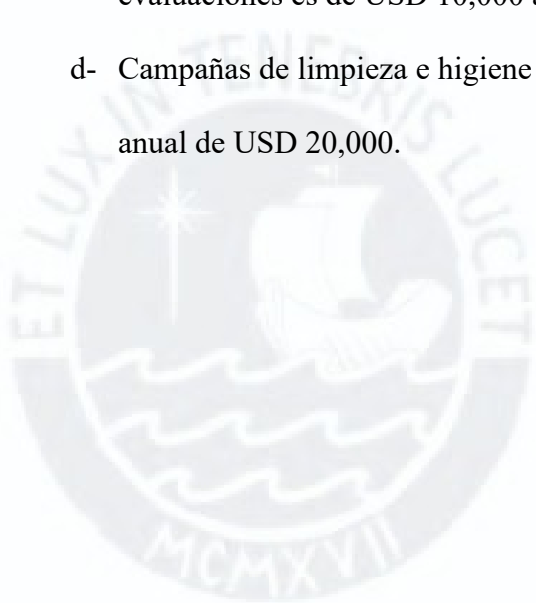 evaluaciones es de USD 10,000
d- Campañas de limpieza e higiene
anual de USD 20,000.
ET LUX IN TENEBRIS LUCET
MCMXVII